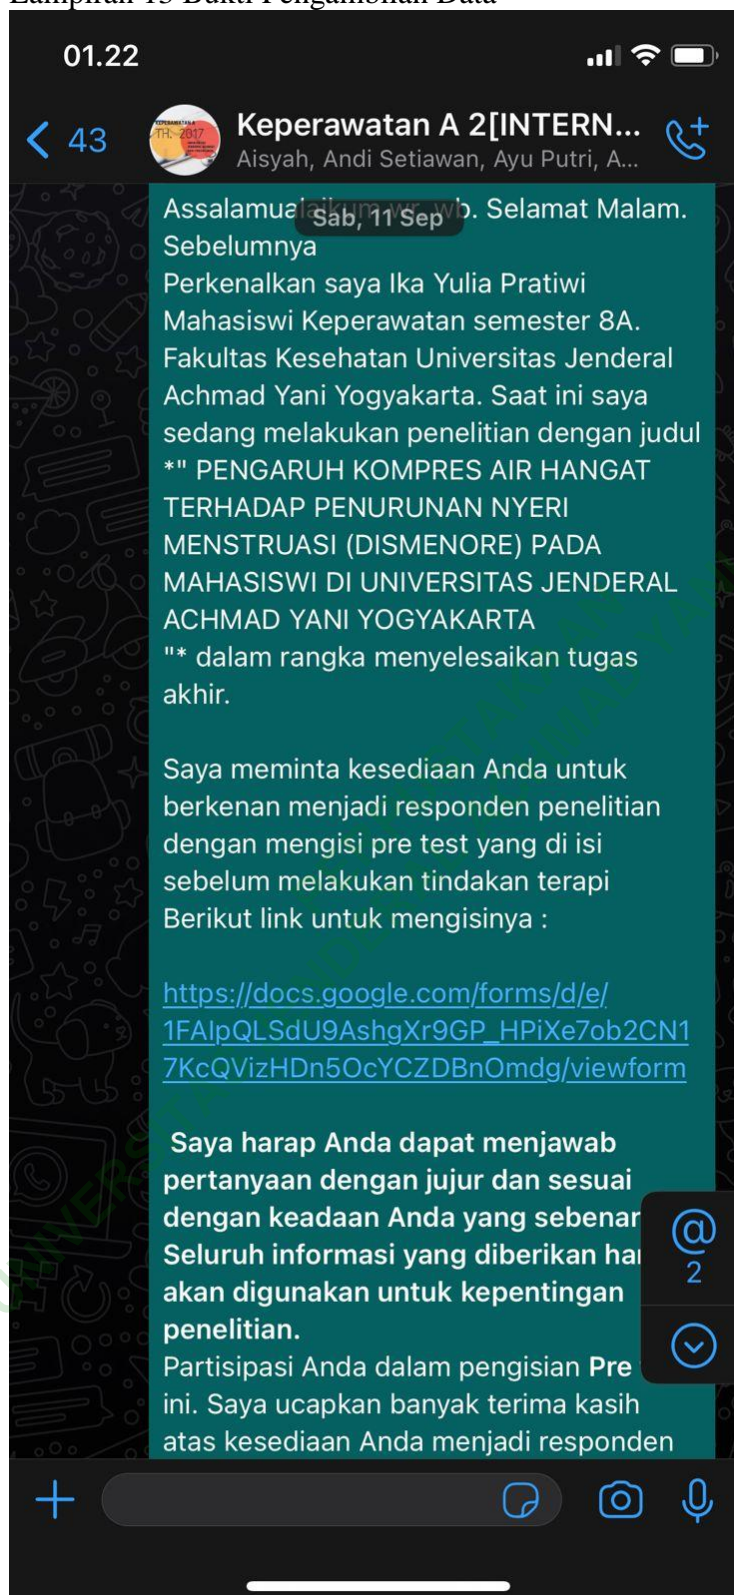 Lampiran 13 Bukti Pengambilan Data
01.22
43
KEPERAWATAN A
TH. 2017
Keperawatan A 2[INTERN...
Aisyah, Andi Setiawan, Ayu Putri, A...
Sab, 11 Sep
Assalamualaikum wr. wb. Selamat Malam.
Sebelumnya
Perkenalkan saya Ika Yulia Pratiwi
Mahasiswi Keperawatan semester 8A.
Fakultas Kesehatan Universitas Jenderal
Achmad Yani Yogyakarta. Saat ini saya
sedang melakukan penelitian dengan judul
*" PENGARUH KOMPRES AIR HANGAT
TERHADAP PENURUNAN NYERI
MENSTRUASI (DISMENORE) PADA
MAHASISWI DI UNIVERSITAS JENDERAL
ACHMAD YANI YOGYAKARTA
"* dalam rangka menyelesaikan tugas
akhir.
Saya meminta kesediaan Anda untuk
berkenan menjadi responden penelitian
dengan mengisi pre test yang di isi
sebelum melakukan tindakan terapi
Berikut link untuk mengisinya :
https://docs.google.com/forms/d/e/
1FAIpQLSdU9AshgXr9GP_HPiXe7ob2CN1
7KcQVizHDn5OcYCZDBnOmdg/viewform
Saya harap Anda dapat menjawab
pertanyaan dengan jujur dan sesuai
dengan keadaan Anda yang sebenar
Seluruh informasi yang diberikan han
akan digunakan untuk kepentingan
penelitian.
Partisipasi Anda dalam pengisian Pre
ini. Saya ucapkan banyak terima kasih
atas kesediaan Anda menjadi responden
@
2